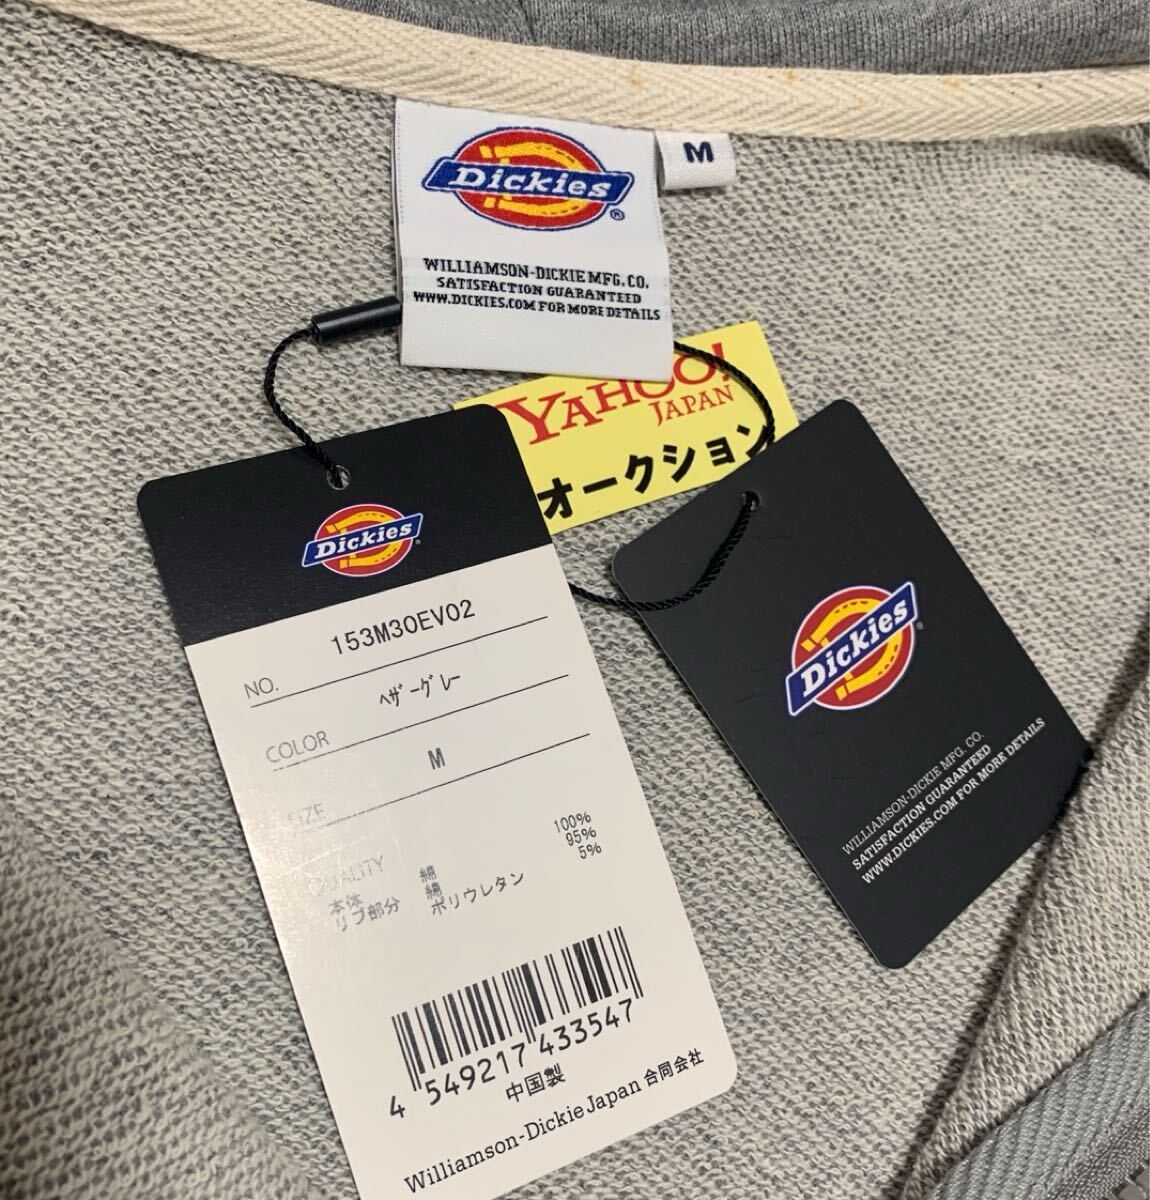 Dickies
®
M
WILLIAMSON-DICKIE MFG. CO.
SATISFACTION GUARANTEED
WWW.DICKIES.COM FOR MORE DETAILS
YAHOO!
JAPAN
オークション
Dickies
153M30EV02
NO.
ﾍｻﾞｰｸﾞﾚｰ
COLOR
M
SIZE
QUALITY
本体 綿 100%
リブ部分 綿 95%
ポリウレタン 5%
4 549217 433547
中国製
Williamson-Dickie Japan 合同会社
Dickies
WILLIAMSON-DICKIE MFG. CO.
SATISFACTION GUARANTEED
WWW.DICKIES.COM FOR MORE DETAILS